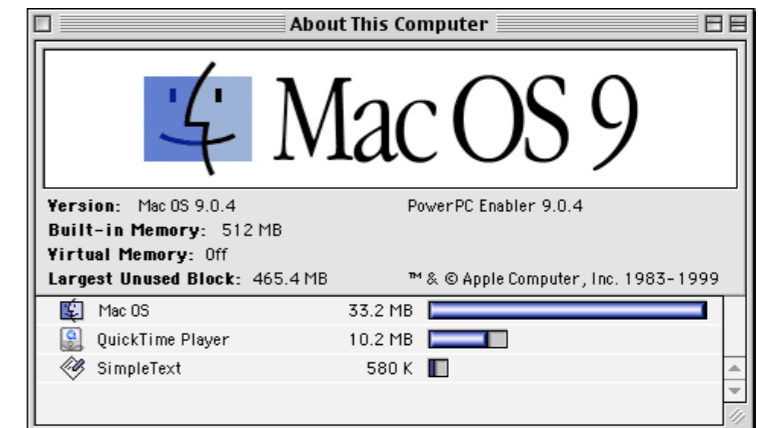 About This Computer
Mac OS 9
Version: Mac OS 9.0.4 PowerPC Enabler 9.0.4
Built-in Memory: 512 MB
Virtual Memory: Off
Largest Unused Block: 465.4 MB ™ & © Apple Computer, Inc. 1983-1999
Mac OS 33.2 MB
QuickTime Player 10.2 MB
SimpleText 580 K